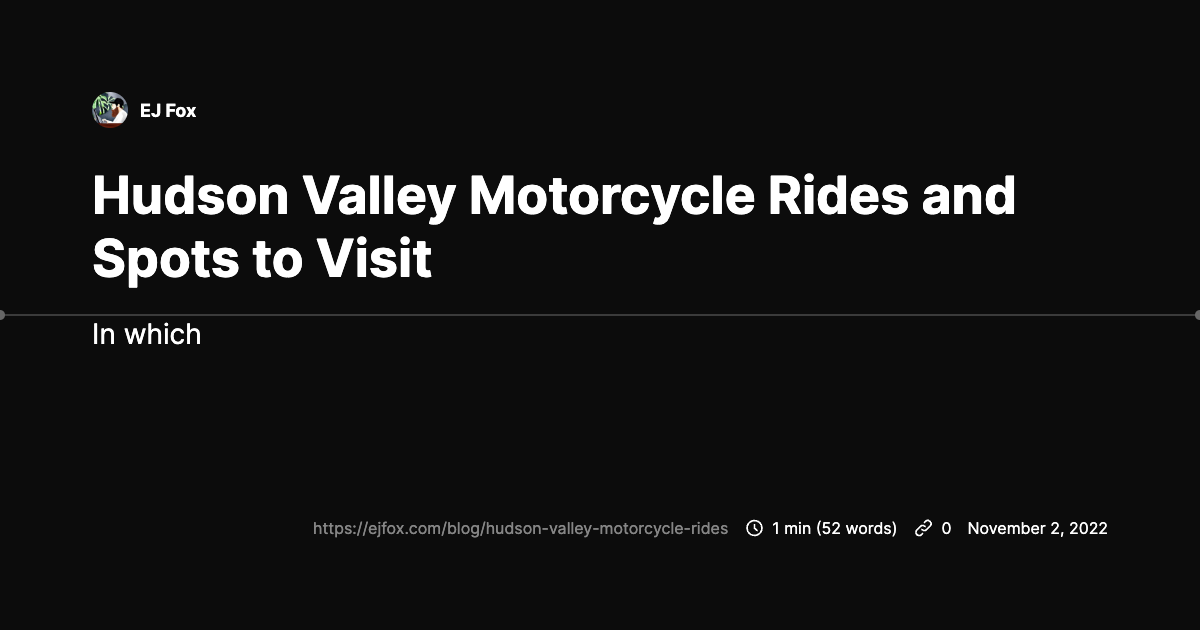 EJ Fox
Hudson Valley Motorcycle Rides and
Spots to Visit
In which
https://ejfox.com/blog/hudson-valley-motorcycle-rides 1 min (52 words) 0 November 2, 2022